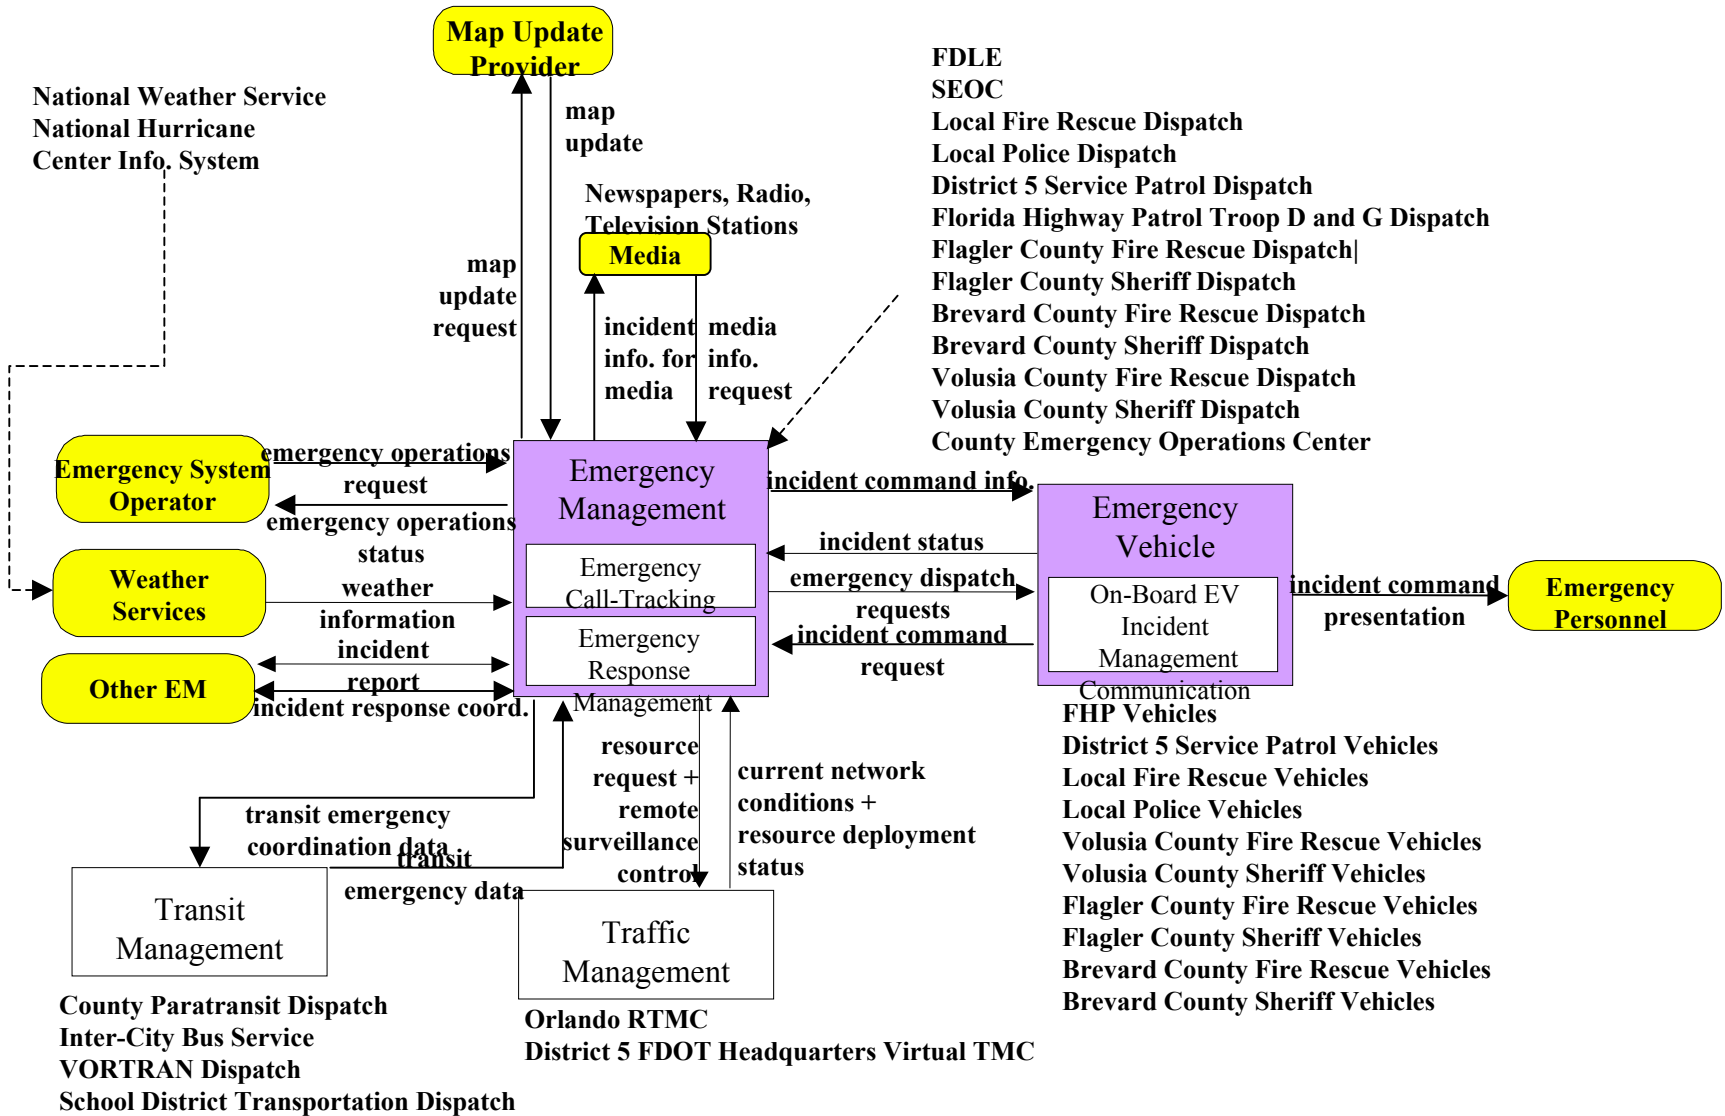 Map Update
Provider
National Weather Service
National Hurricane
Center Info. System
map
update
Newspapers, Radio,
Television Stations
Media
map
update
request
incident
info. for
media
media
info.
request
FDLE
SEOC
Local Fire Rescue Dispatch
Local Police Dispatch
District 5 Service Patrol Dispatch
Florida Highway Patrol Troop D and G Dispatch
Flagler County Fire Rescue Dispatch|
Flagler County Sheriff Dispatch
Brevard County Fire Rescue Dispatch
Brevard County Sheriff Dispatch
Volusia County Fire Rescue Dispatch
Volusia County Sheriff Dispatch
County Emergency Operations Center
Emergency System
Operator
emergency operations
request
emergency operations
status
Weather
Services
weather
information
Other EM
incident
report
incident response coord.
Emergency
Management
Emergency
Call-Tracking
Emergency
Response
Management
incident command info.
incident status
emergency dispatch
requests
incident command
request
Emergency
Vehicle
On-Board EV
Incident
Management
Communication
incident command
presentation
Emergency
Personnel
FHP Vehicles
District 5 Service Patrol Vehicles
Local Fire Rescue Vehicles
Local Police Vehicles
Volusia County Fire Rescue Vehicles
Volusia County Sheriff Vehicles
Flagler County Fire Rescue Vehicles
Flagler County Sheriff Vehicles
Brevard County Fire Rescue Vehicles
Brevard County Sheriff Vehicles
transit emergency
coordination data
transit
emergency data
resource
request +
remote
surveillance
control
current network
conditions +
resource deployment
status
Transit
Management
County Paratransit Dispatch
Inter-City Bus Service
VORTRAN Dispatch
School District Transportation Dispatch
Traffic
Management
Orlando RTMC
District 5 FDOT Headquarters Virtual TMC